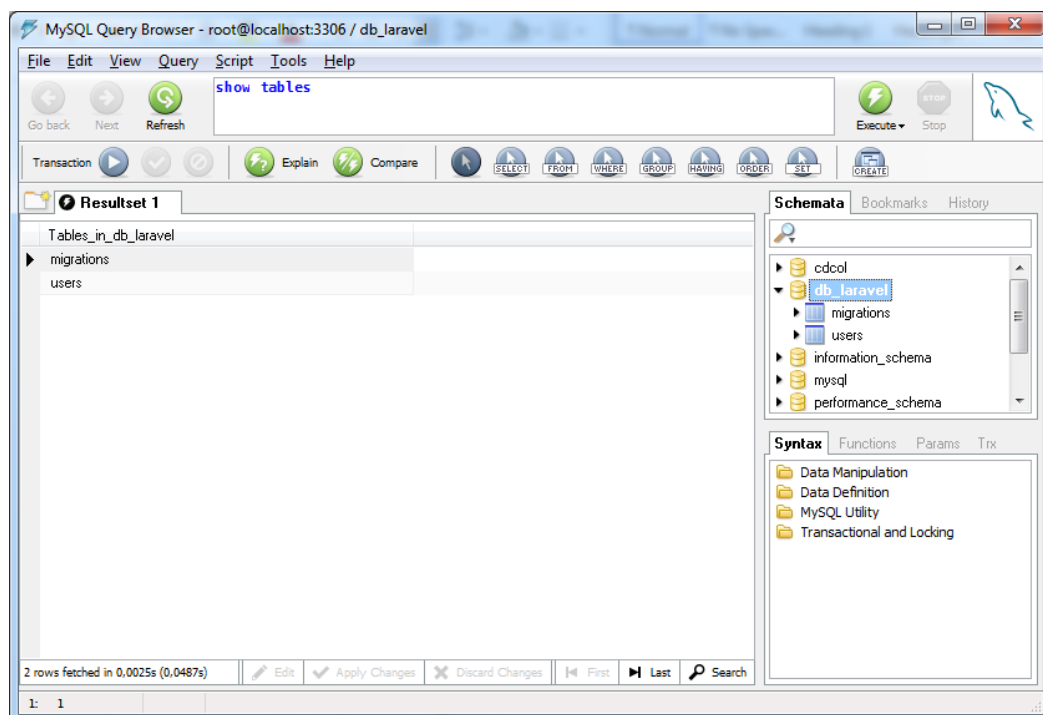 MySQL Query Browser - root@localhost:3306 / db_laravel
File Edit View Query Script Tools Help
show tables
Go back Next Refresh Execute Stop
STOP
Transaction Explain Compare SELECT FROM WHERE GROUP HAVING ORDER SET CREATE
Resultset 1
Tables_in_db_laravel
migrations
users
Schemata Bookmarks History
cdcol
db_laravel
migrations
users
information_schema
mysql
performance_schema
Syntax Functions Params Trx
Data Manipulation
Data Definition
MySQL Utility
Transactional and Locking
2 rows fetched in 0,0025s (0,0487s) Edit Apply Changes Discard Changes First Last Search
1: 1